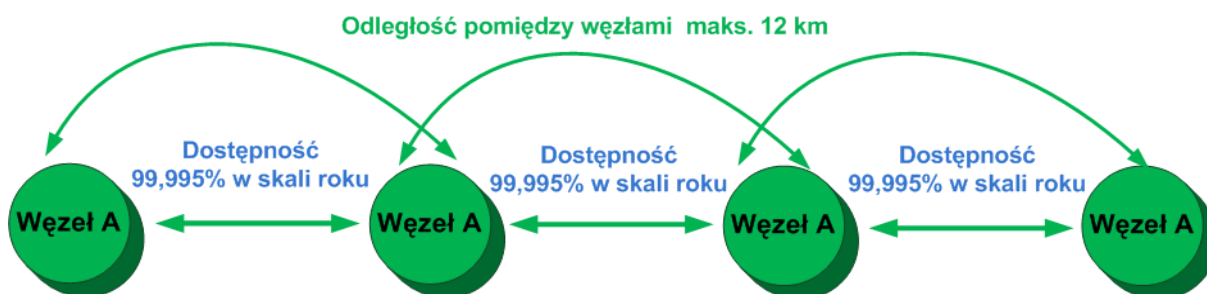 Odległość pomiędzy węzłami maks. 12 km
Dostępność
99,995% w skali roku
Dostępność
99,995% w skali roku
Dostępność
99,995% w skali roku
Węzeł A
Węzeł A
Węzeł A
Węzeł A